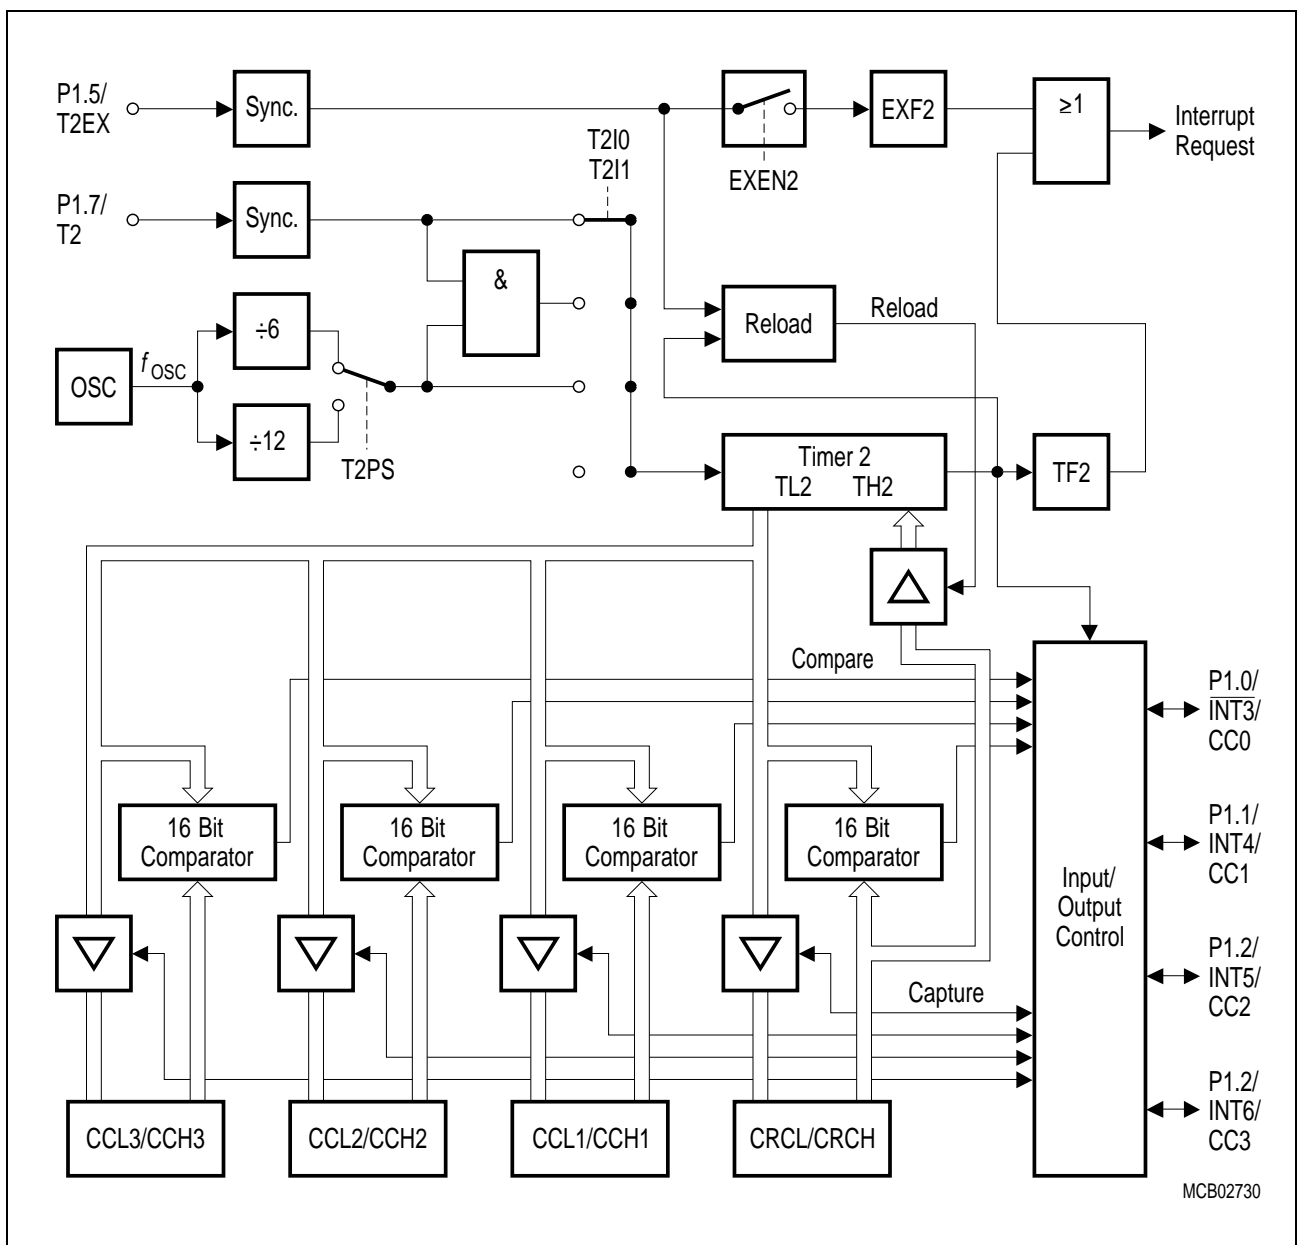 P1.5/
T2EX
Sync.
EXEN2
EXF2
≥1
Interrupt
Request
P1.7/
T2
Sync.
T2I0
T2I1
&
OSC
fOSC
÷6
÷12
T2PS
Reload
Reload
Timer 2
TL2 TH2
TF2
Compare
16 Bit
Comparator
16 Bit
Comparator
16 Bit
Comparator
16 Bit
Comparator
Capture
CCL3/CCH3
CCL2/CCH2
CCL1/CCH1
CRCL/CRCH
Input/
Output
Control
P1.0/
INT3/
CC0
P1.1/
INT4/
CC1
P1.2/
INT5/
CC2
P1.2/
INT6/
CC3
MCB02730